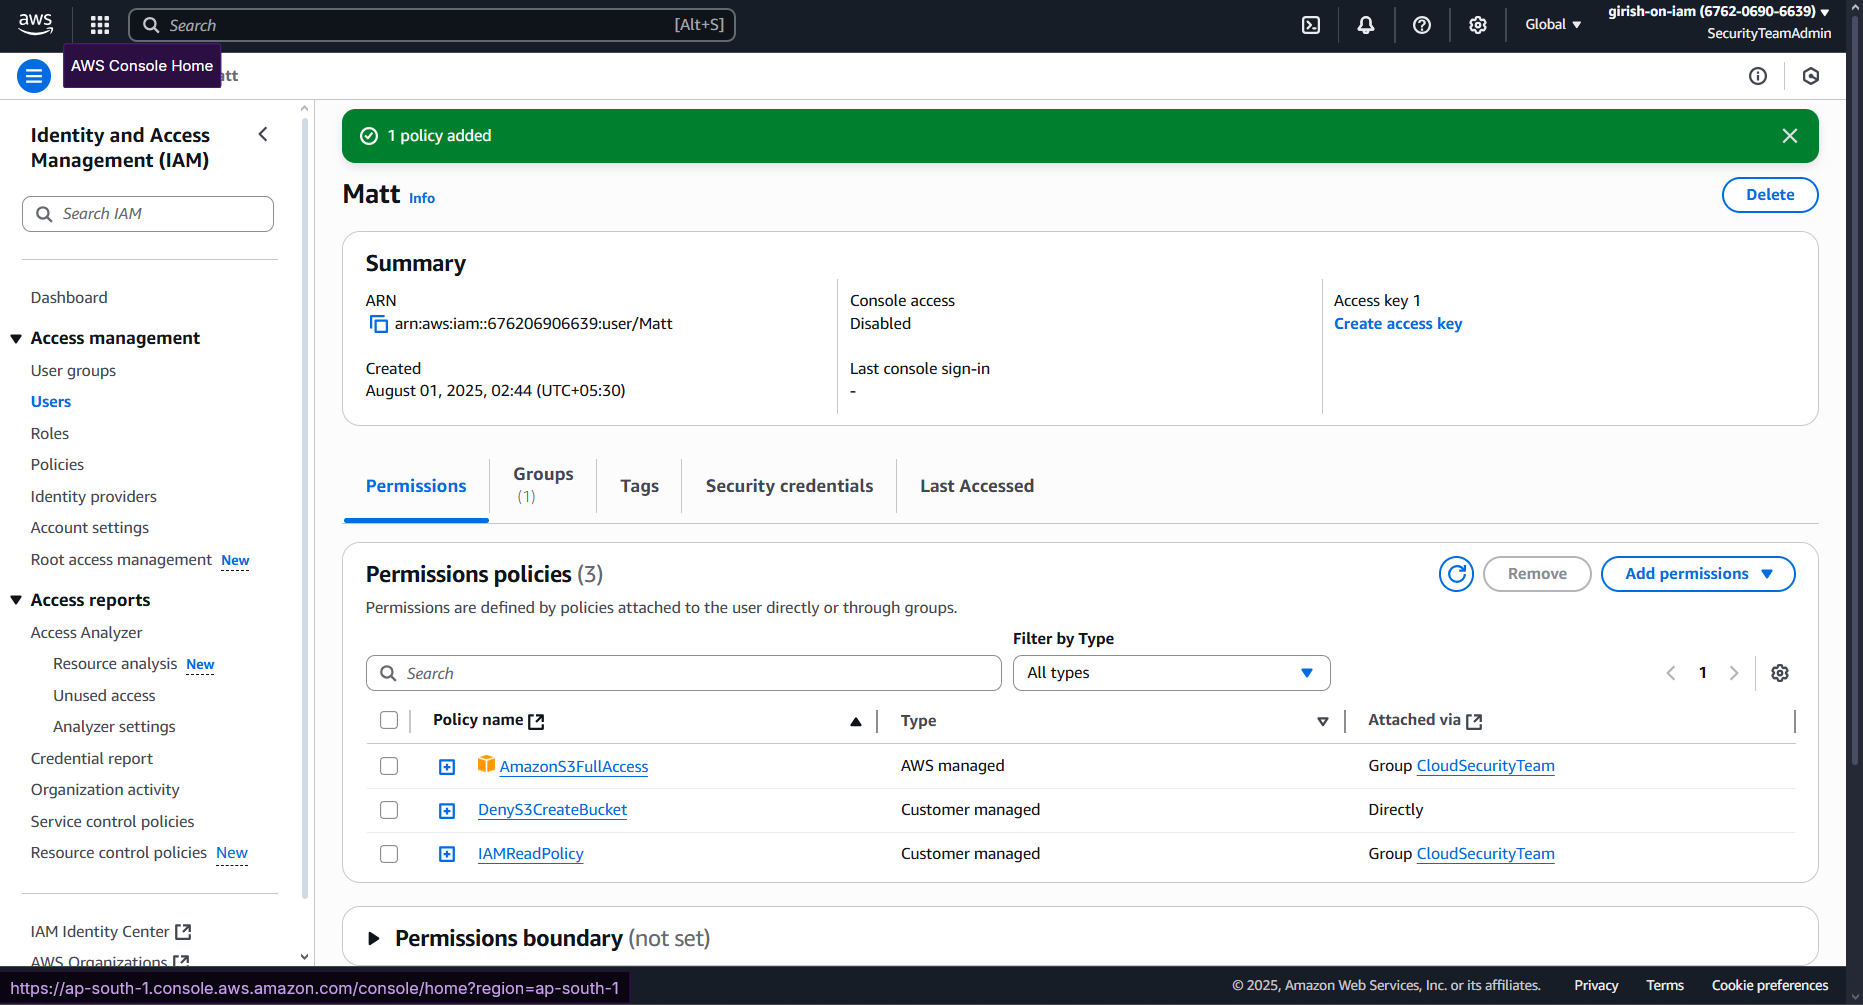 aws
Search [Alt+S]
Global
girish-on-iam (6762-0690-6639)
SecurityTeamAdmin
AWS Console Home
att
Identity and Access
Management (IAM)
Search IAM
Dashboard
Access management
User groups
Users
Roles
Policies
Identity providers
Account settings
Root access management New
Access reports
Access Analyzer
Resource analysis New
Unused access
Analyzer settings
Credential report
Organization activity
Service control policies
Resource control policies New
IAM Identity Center
AWS Organizations
1 policy added
Matt Info
Delete
Summary
ARN
arn:aws:iam::676206906639:user/Matt
Created
August 01, 2025, 02:44 (UTC+05:30)
Console access
Disabled
Last console sign-in
-
Access key 1
Create access key
Permissions
Groups
(1)
Tags
Security credentials
Last Accessed
Permissions policies (3)
Remove
Add permissions
Permissions are defined by policies attached to the user directly or through groups.
Filter by Type
Search
All types
1
Policy name Type Attached via
AmazonS3FullAccess AWS managed Group CloudSecurityTeam
DenyS3CreateBucket Customer managed Directly
IAMReadPolicy Customer managed Group CloudSecurityTeam
Permissions boundary (not set)
https://ap-south-1.console.aws.amazon.com/console/home?region=ap-south-1
© 2025, Amazon Web Services, Inc. or its affiliates. Privacy Terms Cookie preferences